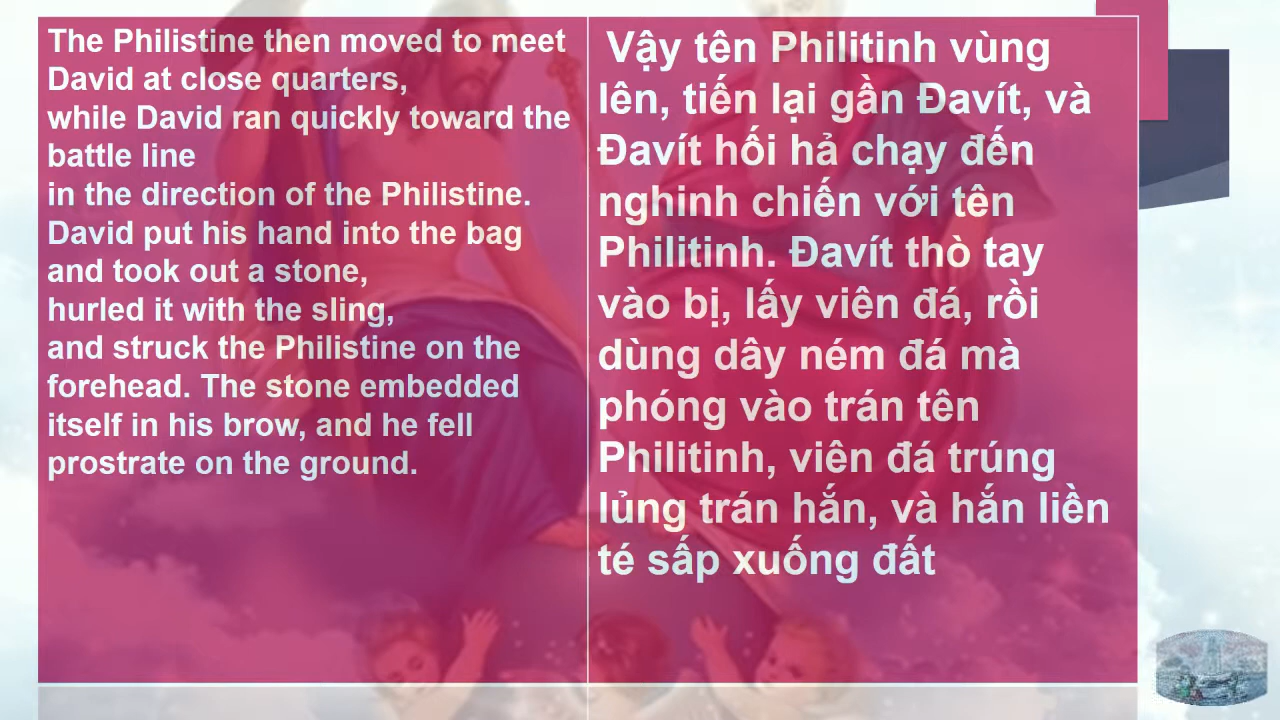 The Philistine then moved to meet
David at close quarters,
while David ran quickly toward the
battle line
in the direction of the Philistine.
David put his hand into the bag
and took out a stone,
hurled it with the sling,
and struck the Philistine on the
forehead. The stone embedded
itself in his brow, and he fell
prostrate on the ground.
Vậy tên Philitinh vùng
lên, tiến lại gần Đavít, và
Đavít hối hả chạy đến
nghinh chiến với tên
Philitinh. Đavít thò tay
vào bị, lấy viên đá, rồi
dùng dây ném đá mà
phóng vào trán tên
Philitinh, viên đá trúng
lủng trán hắn, và hắn liền
té sấp xuống đất